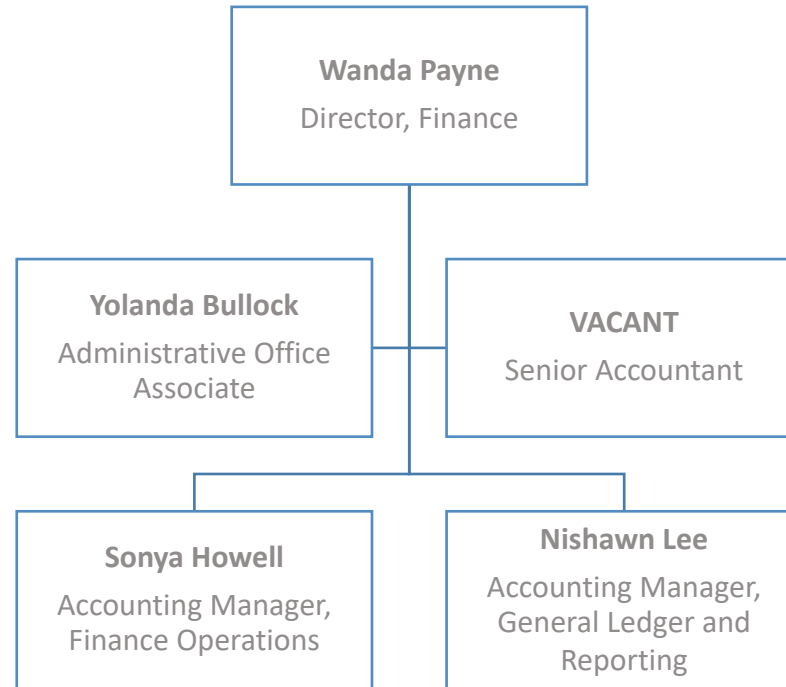 Wanda Payne
Director, Finance
Yolanda Bullock
Administrative Office
Associate
VACANT
Senior Accountant
Sonya Howell
Accounting Manager,
Finance Operations
Nishawn Lee
Accounting Manager,
General Ledger and
Reporting